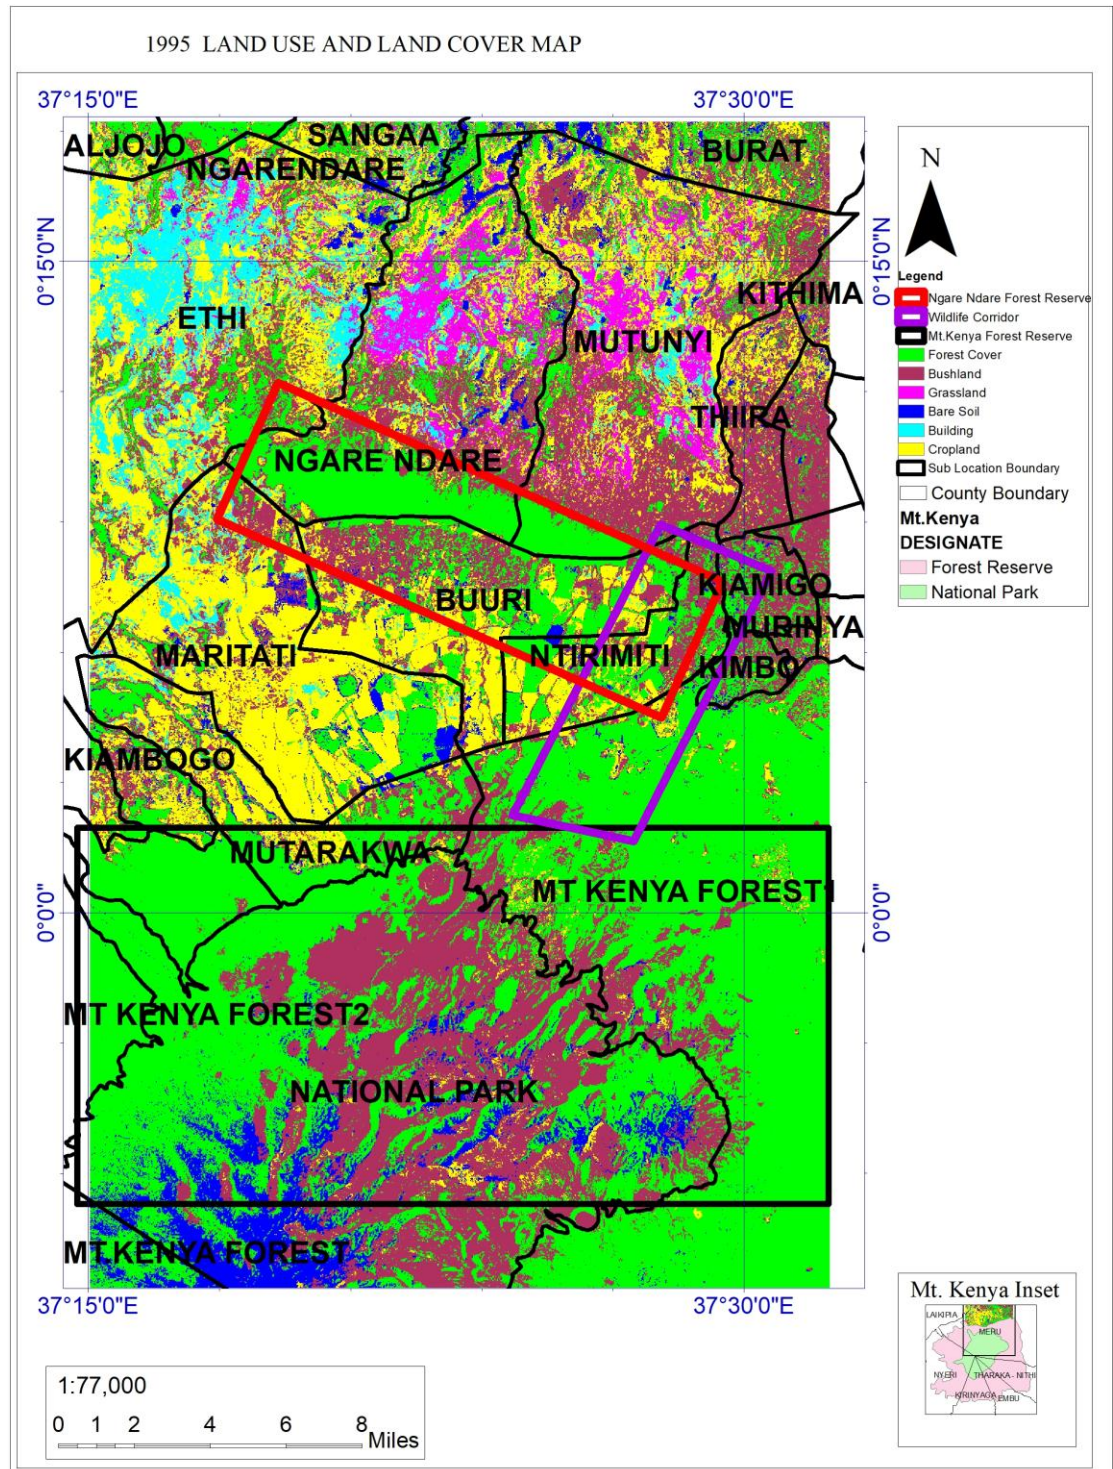 1995 LAND USE AND LAND COVER MAP
37°15'0"E
37°30'0"E
ALJOJO
SANGAA
NGARENDARE
BURAT
0°15'0"N
0°15'0"N
ETHI
KITHIMA
MUTUNYI
THIIRA
NGARE NDARE
BUURI
KIAMIGO
MURINYA
MARITATI
NTIRIMITI
KIMBO
KIAMBOGO
MUTARAKWA
MT KENYA FOREST1
0°0'0"
0°0'0"
MT KENYA FOREST2
NATIONAL PARK
MT.KENYA FOREST
37°15'0"E
37°30'0"E
N
Legend
Ngare Ndare Forest Reserve
Wildlife Corridor
Mt.Kenya Forest Reserve
Forest Cover
Bushland
Grassland
Bare Soil
Building
Cropland
Sub Location Boundary
County Boundary
Mt.Kenya
DESIGNATE
Forest Reserve
National Park
Mt. Kenya Inset
LAIKIPIA
MERU
NYERI
THARAKA - NITHI
KIRINYAGA
EMBU
1:77,000
0 1 2 4 6 8
Miles